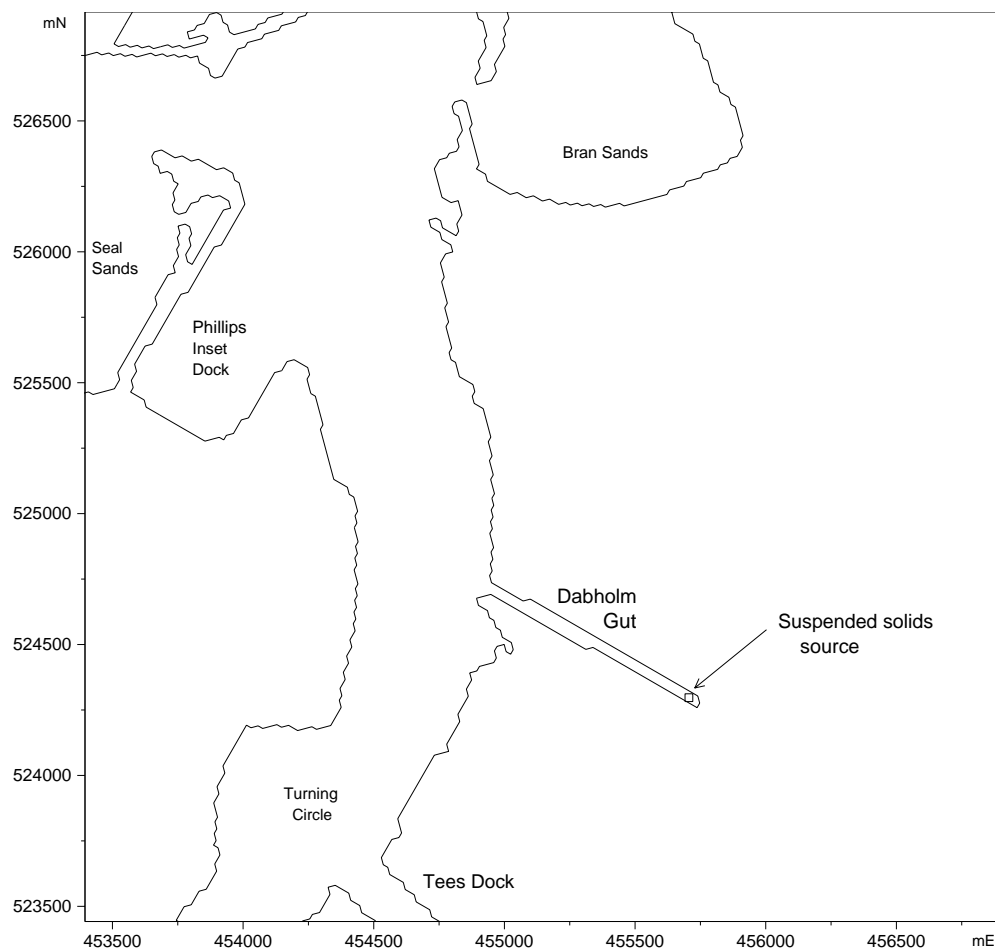 mN
526500
Bran Sands
526000
Seal
Sands
Phillips
Inset
Dock
525500
525000
Dabholm
Gut
Suspended solids
source
524500
524000
Turning
Circle
Tees Dock
523500
453500
454000
454500
455000
455500
456000
456500
mE